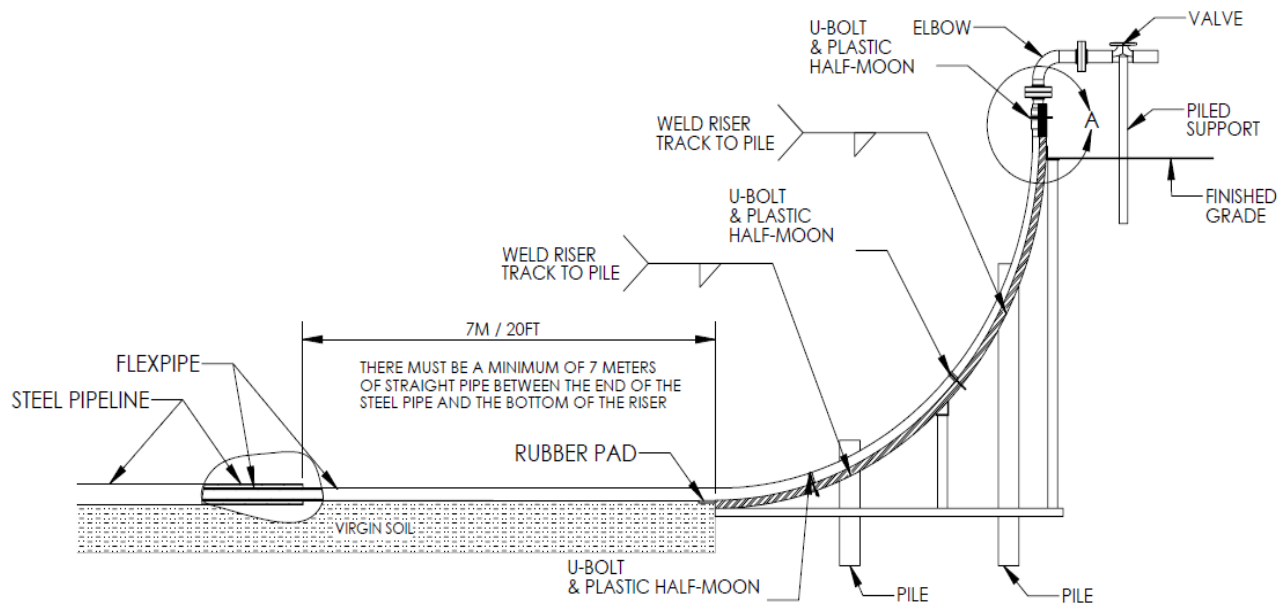 U-BOLT
& PLASTIC
HALF-MOON
ELBOW
VALVE
WELD RISER
TRACK TO PILE
A
PILED
SUPPORT
U-BOLT
& PLASTIC
HALF-MOON
FINISHED
GRADE
WELD RISER
TRACK TO PILE
7M / 20FT
FLEXPIPE
THERE MUST BE A MINIMUM OF 7 METERS
OF STRAIGHT PIPE BETWEEN THE END OF THE
STEEL PIPE AND THE BOTTOM OF THE RISER
STEEL PIPELINE
RUBBER PAD
VIRGIN SOIL
U-BOLT
& PLASTIC HALF-MOON
PILE
PILE